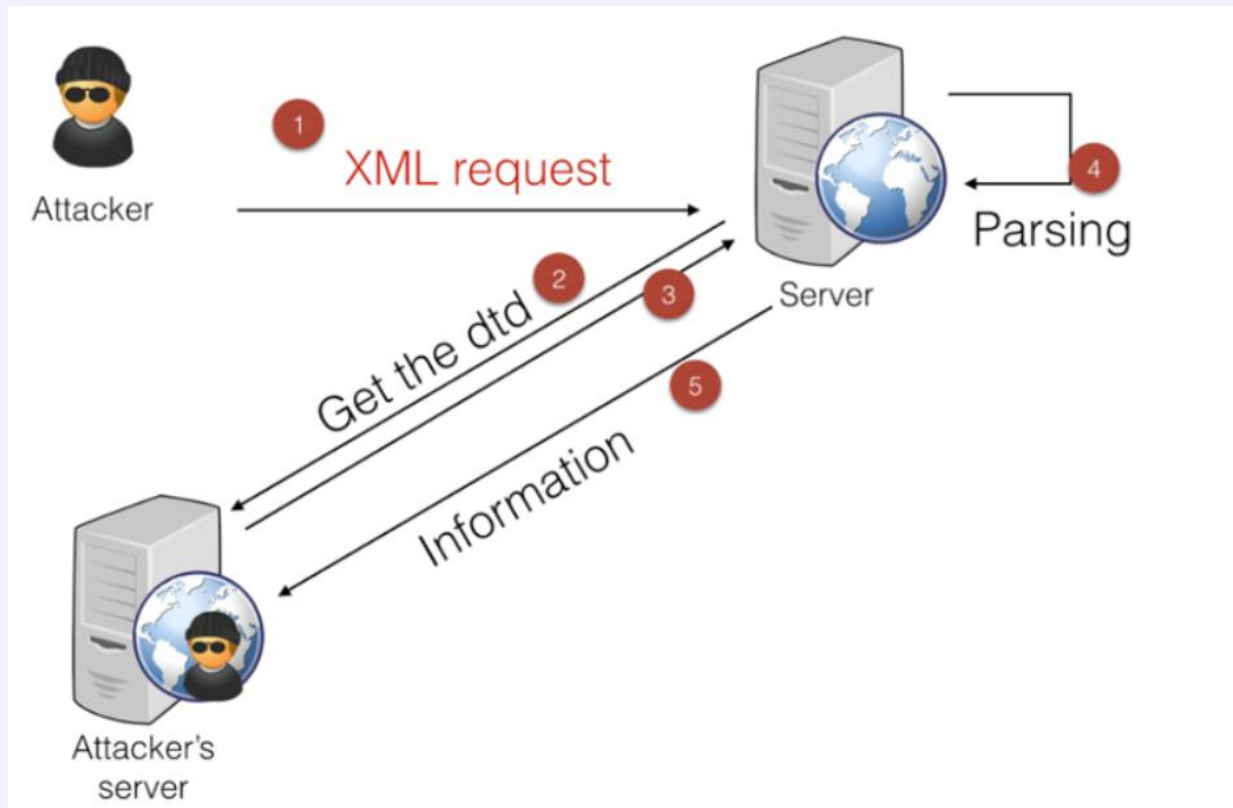 1
XML request
4
Attacker
Parsing
2
3
Server
Get the dtd
5
Information
Attacker's
server